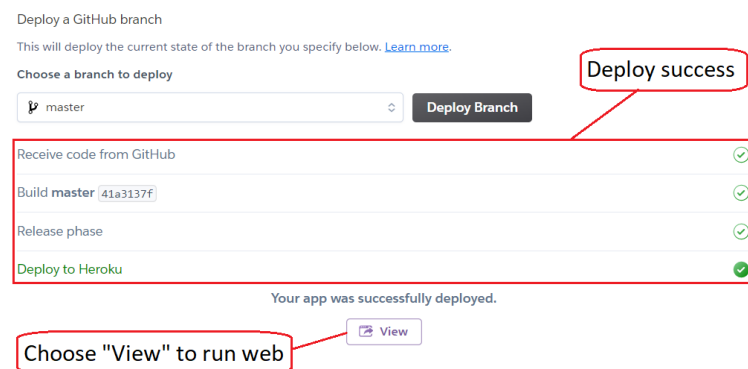 Deploy a GitHub branch
This will deploy the current state of the branch you specify below. Learn more.
Choose a branch to deploy
Deploy success
master
Deploy Branch
Receive code from GitHub
Build master 41a3137f
Release phase
Deploy to Heroku
Your app was successfully deployed.
View
Choose "View" to run web